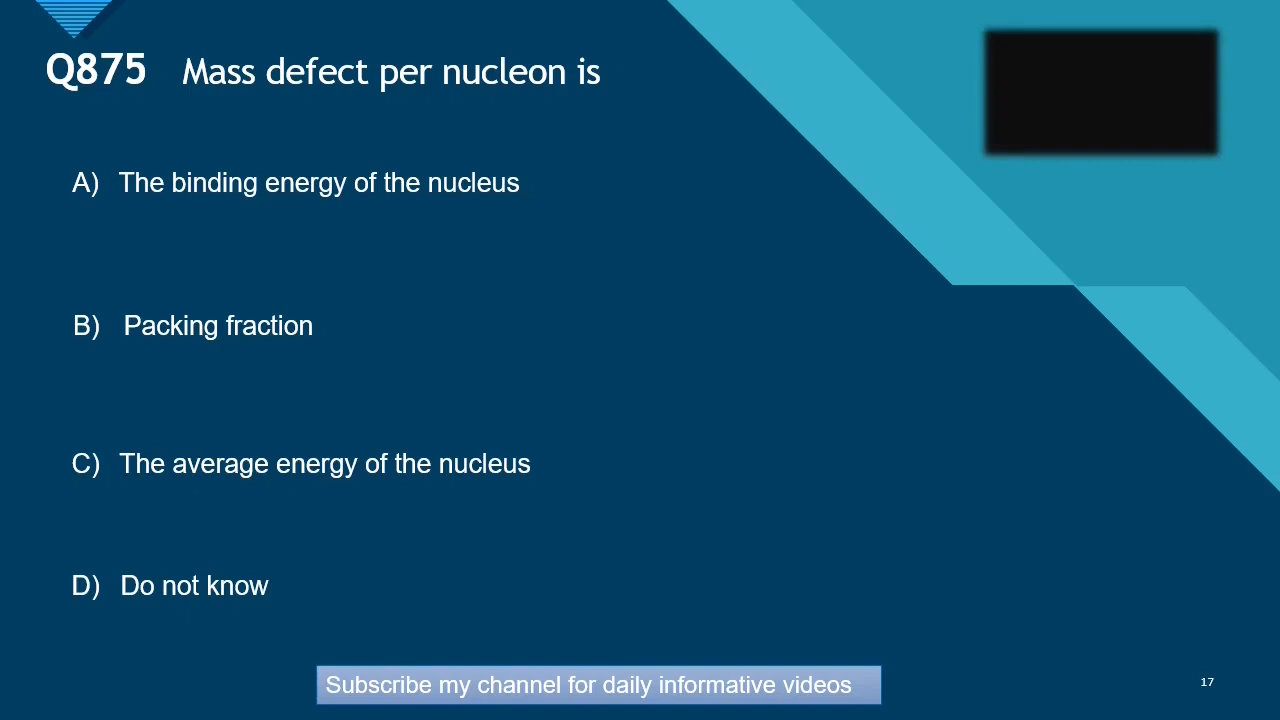 Q875 Mass defect per nucleon is
A) The binding energy of the nucleus
B) Packing fraction
C) The average energy of the nucleus
D) Do not know
Subscribe my channel for daily informative videos
17